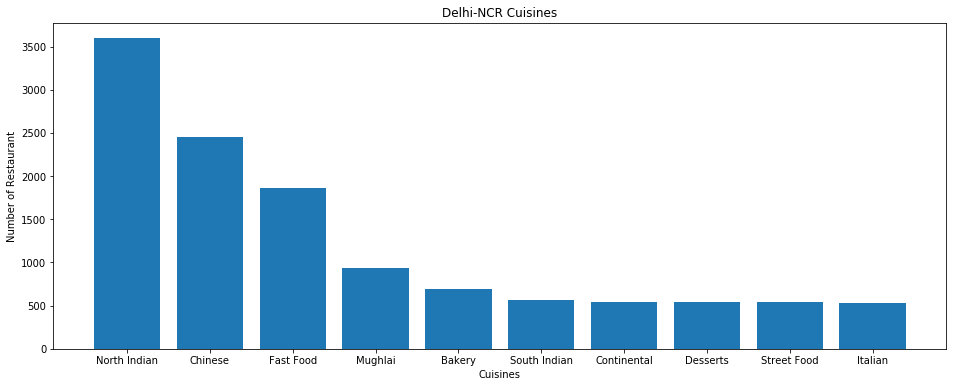 Delhi-NCR Cuisines
Number of Restaurant
3500
3000
2500
2000
1500
1000
500
0
North Indian Chinese Fast Food Mughlai Bakery South Indian Continental Desserts Street Food Italian
Cuisines